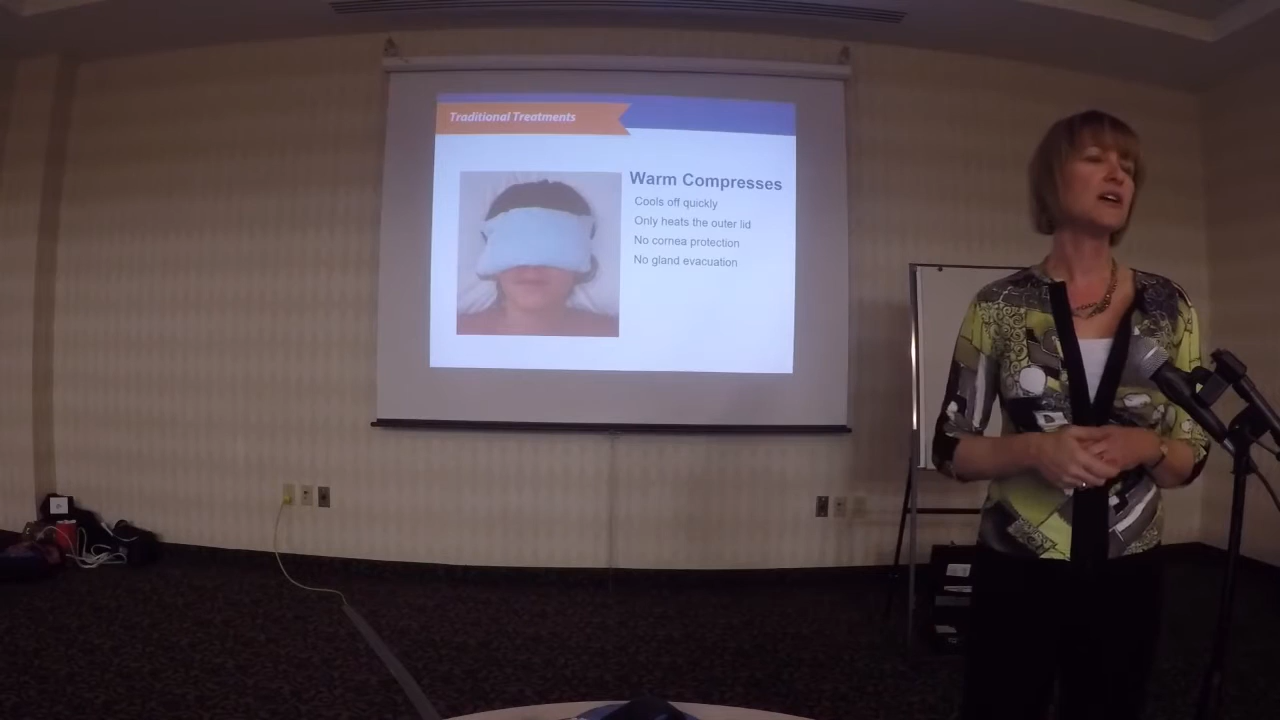 Traditional Treatments
Warm Compresses
Cools off quickly
Only heats the outer lid
No cornea protection
No gland evacuation